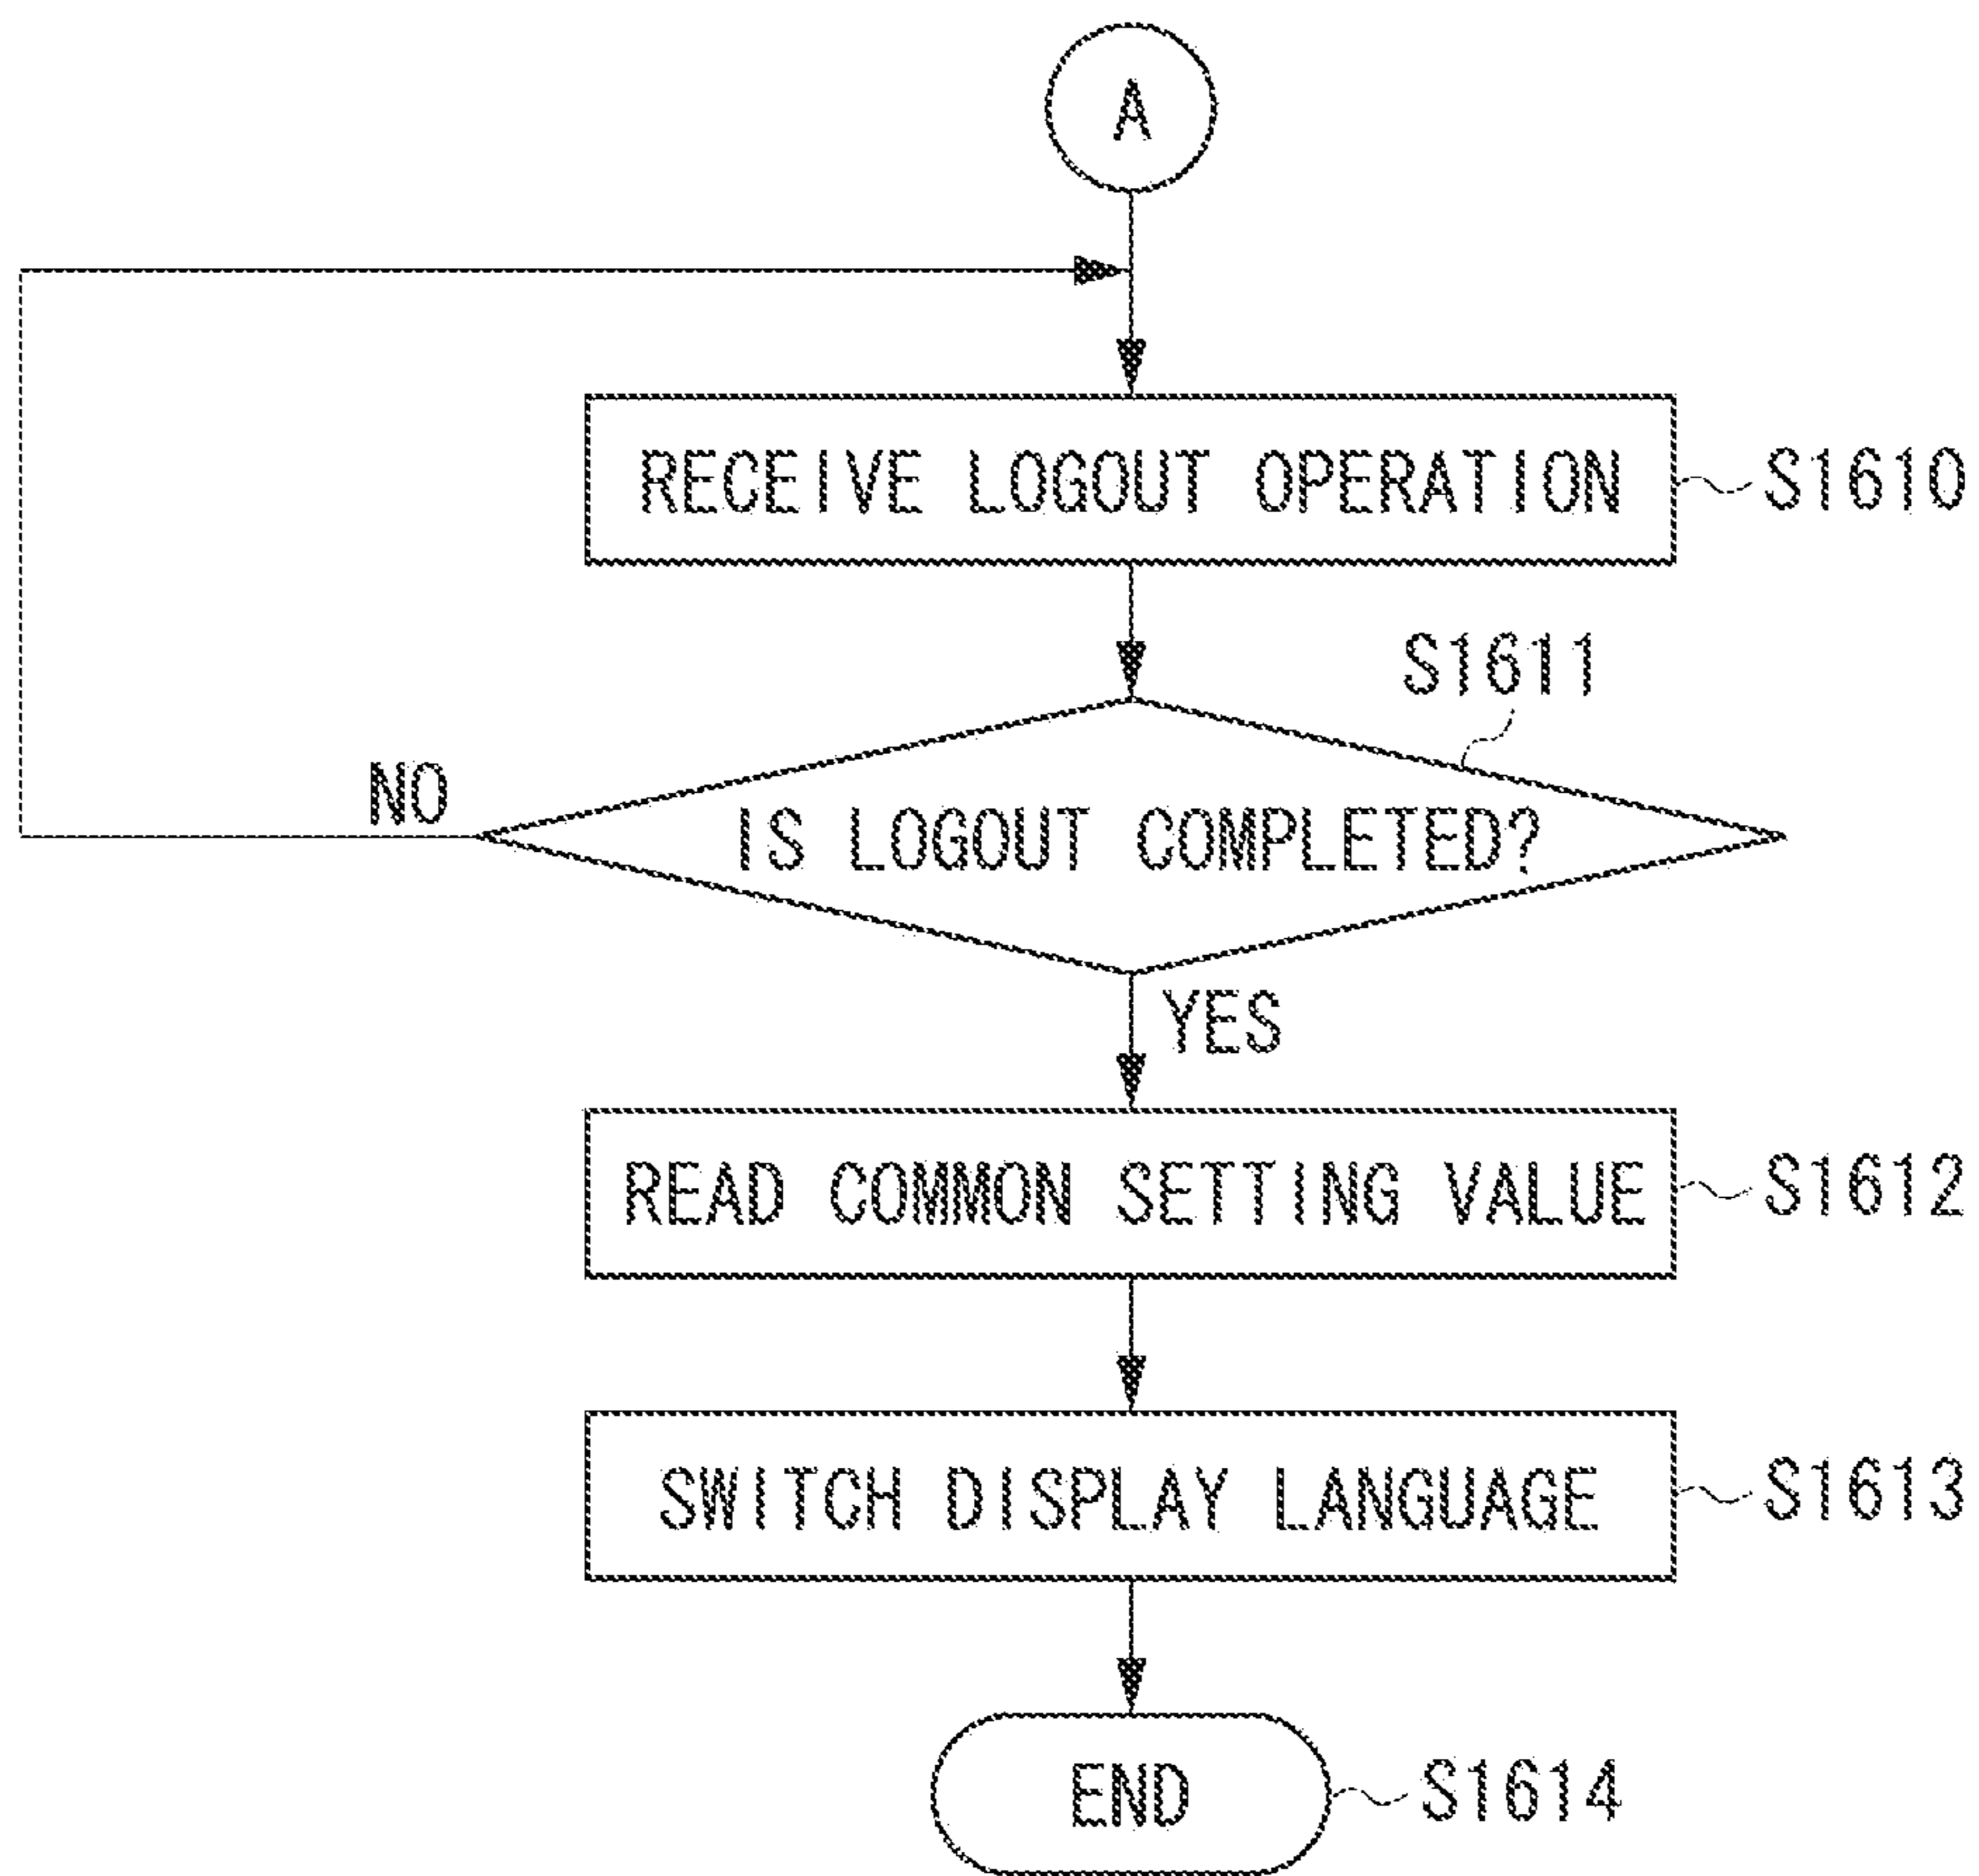 A
RECEIVE LOGOUT OPERATION
S1610
S1611
NO
IS LOGOUT COMPLETED?
YES
READ COMMON SETTING VALUE
S1612
SWITCH DISPLAY LANGUAGE
S1613
END
S1614